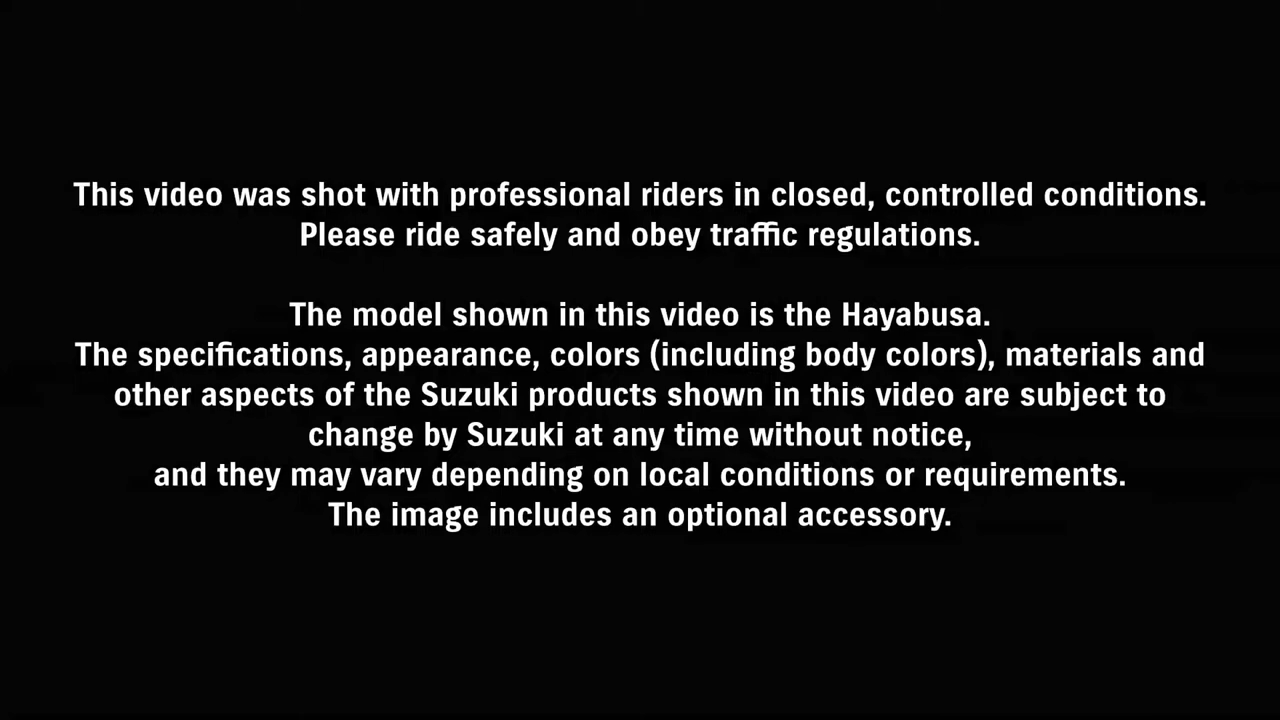 This video was shot with professional riders in closed, controlled conditions.
Please ride safely and obey traffic regulations.
The model shown in this video is the Hayabusa.
The specifications, appearance, colors (including body colors), materials and
other aspects of the Suzuki products shown in this video are subject to
change by Suzuki at any time without notice,
and they may vary depending on local conditions or requirements.
The image includes an optional accessory.